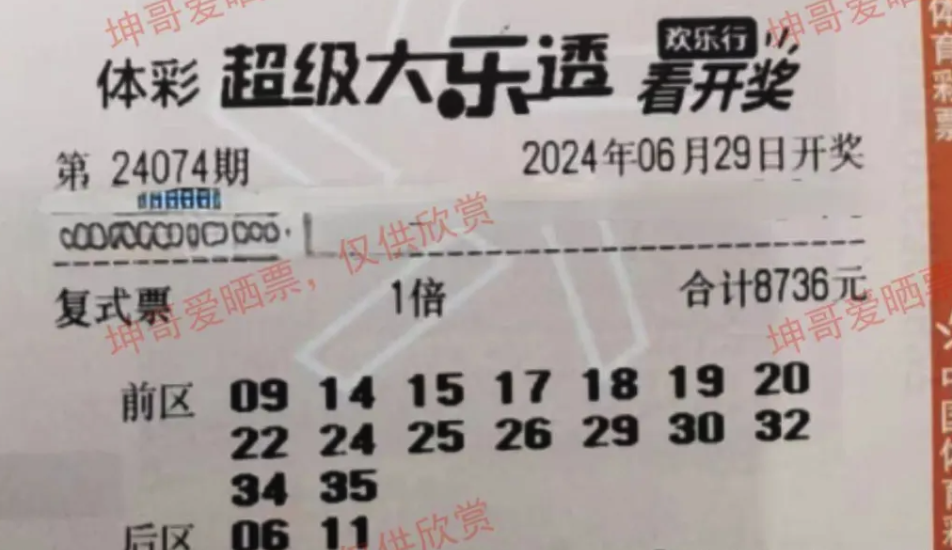 坤哥爱晒
坤哥爱晒
体彩 超级大乐透 欢乐行 看开奖
第 24074期 2024年06月29日开奖
坤哥爱晒票，仅供欣赏
坤哥爱晒票
复式票 1倍 合计8736元
前区 09 14 15 17 18 19 20
22 24 25 26 29 30 32
34 35
后区 06 11
仅供欣赏
体育彩票
中国体育彩